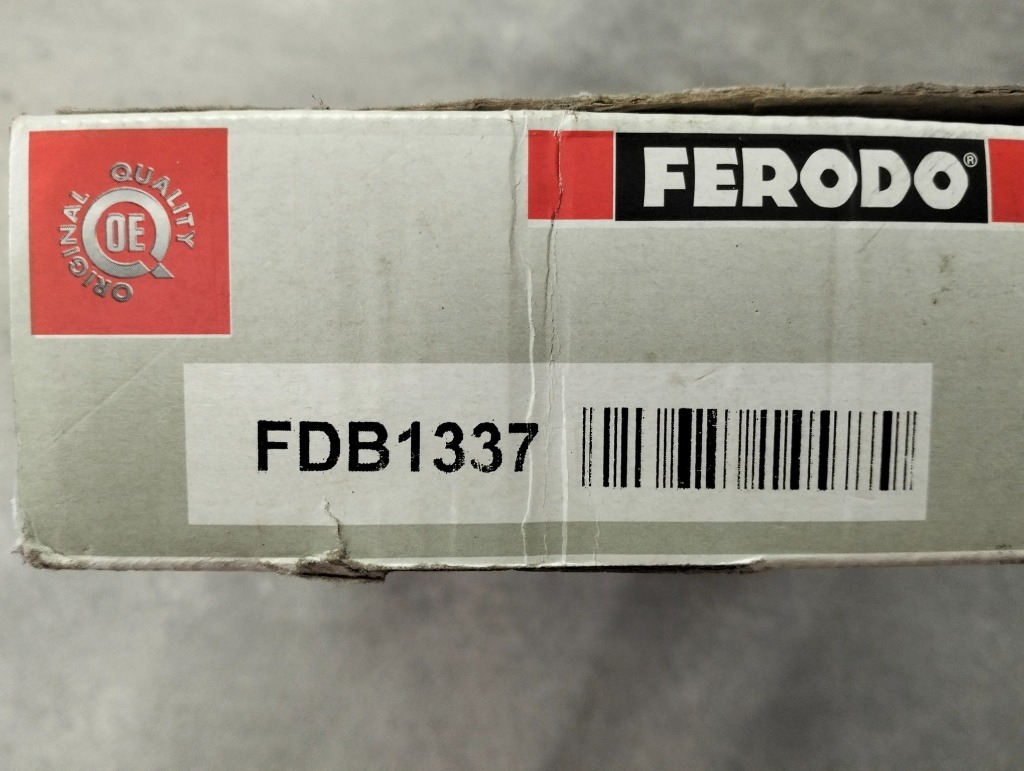 ORIGINAL QUALITY
OE
FERODO®
FDB1337